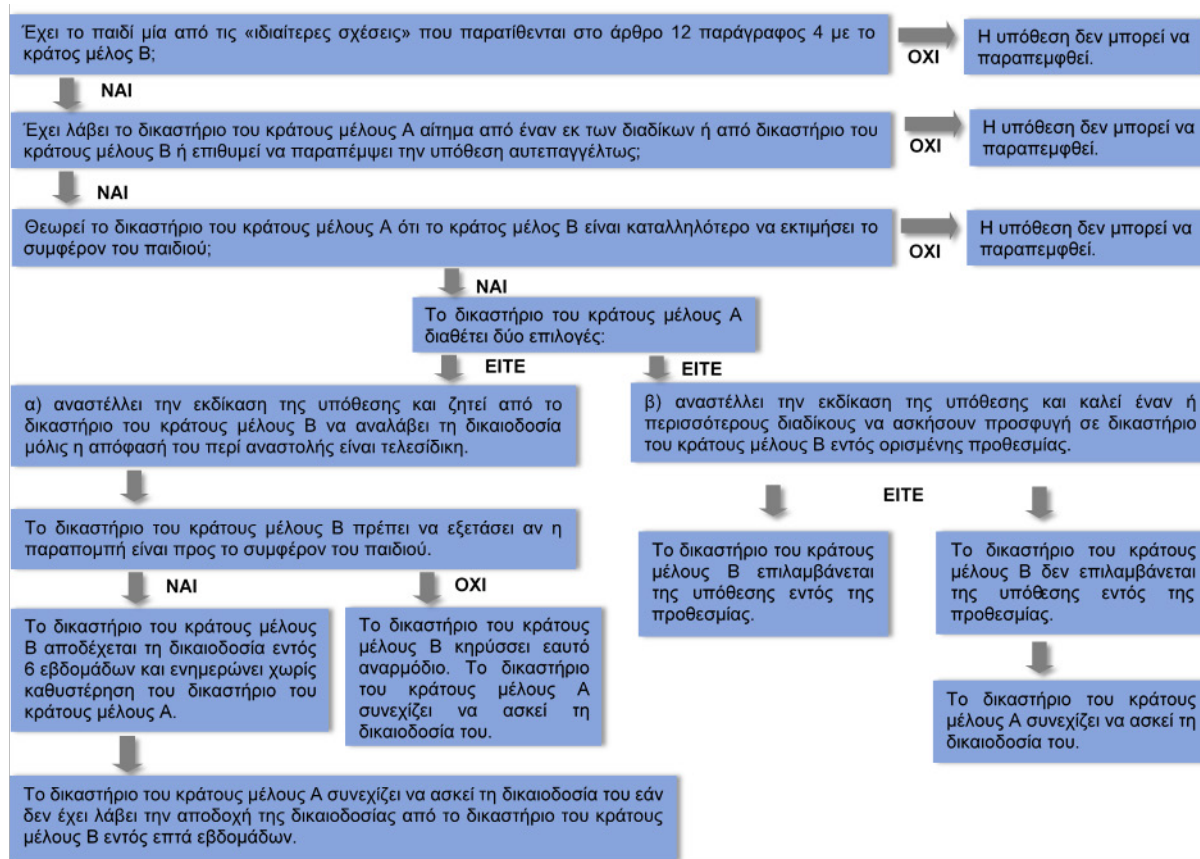 Έχει το παιδί μία από τις «ιδιαίτερες σχέσεις» που παρατίθενται στο άρθρο 12 παράγραφος 4 με το
κράτος μέλος Β;
ΟΧΙ
Η υπόθεση δεν μπορεί να
παραπεμφθεί.
ΝΑΙ
Έχει λάβει το δικαστήριο του κράτους μέλους Α αίτημα από έναν εκ των διαδίκων ή από δικαστήριο του
κράτους μέλους Β ή επιθυμεί να παραπέμψει την υπόθεση αυτεπαγγέλτως;
ΟΧΙ
Η υπόθεση δεν μπορεί να
παραπεμφθεί.
ΝΑΙ
Θεωρεί το δικαστήριο του κράτους μέλους Α ότι το κράτος μέλος Β είναι καταλληλότερο να εκτιμήσει το
συμφέρον του παιδιού;
ΟΧΙ
Η υπόθεση δεν μπορεί να
παραπεμφθεί.
ΝΑΙ
Το δικαστήριο του κράτους μέλους Α
διαθέτει δύο επιλογές:
ΕΙΤΕ
ΕΙΤΕ
α) αναστέλλει την εκδίκαση της υπόθεσης και ζητεί από το
δικαστήριο του κράτους μέλους Β να αναλάβει τη δικαιοδοσία
μόλις η απόφασή του περί αναστολής είναι τελεσίδικη.
β) αναστέλλει την εκδίκαση της υπόθεσης και καλεί έναν ή
περισσότερους διαδίκους να ασκήσουν προσφυγή σε δικαστήριο
του κράτους μέλους Β εντός ορισμένης προθεσμίας.
ΕΙΤΕ
Το δικαστήριο του κράτους μέλους Β πρέπει να εξετάσει αν η
παραπομπή είναι προς το συμφέρον του παιδιού.
Το δικαστήριο του κράτους
μέλους Β επιλαμβάνεται
της υπόθεσης εντός της
προθεσμίας.
Το δικαστήριο του κράτους
μέλους Β δεν επιλαμβάνεται
της υπόθεσης εντός της
προθεσμίας.
ΝΑΙ
ΟΧΙ
Το δικαστήριο του κράτους μέλους
Β αποδέχεται τη δικαιοδοσία εντός
6 εβδομάδων και ενημερώνει χωρίς
καθυστέρηση του δικαστήριο του
κράτους μέλους Α.
Το δικαστήριο του κράτους
μέλους Β κηρύσσει εαυτό
αναρμόδιο. Το δικαστήριο
του κράτους μέλους Α
συνεχίζει να ασκεί τη
δικαιοδοσία του.
Το δικαστήριο του κράτους
μέλους Α συνεχίζει να ασκεί τη
δικαιοδοσία του.
Το δικαστήριο του κράτους μέλους Α συνεχίζει να ασκεί τη δικαιοδοσία του εάν
δεν έχει λάβει την αποδοχή της δικαιοδοσίας από το δικαστήριο του κράτους
μέλους Β εντός επτά εβδομάδων.